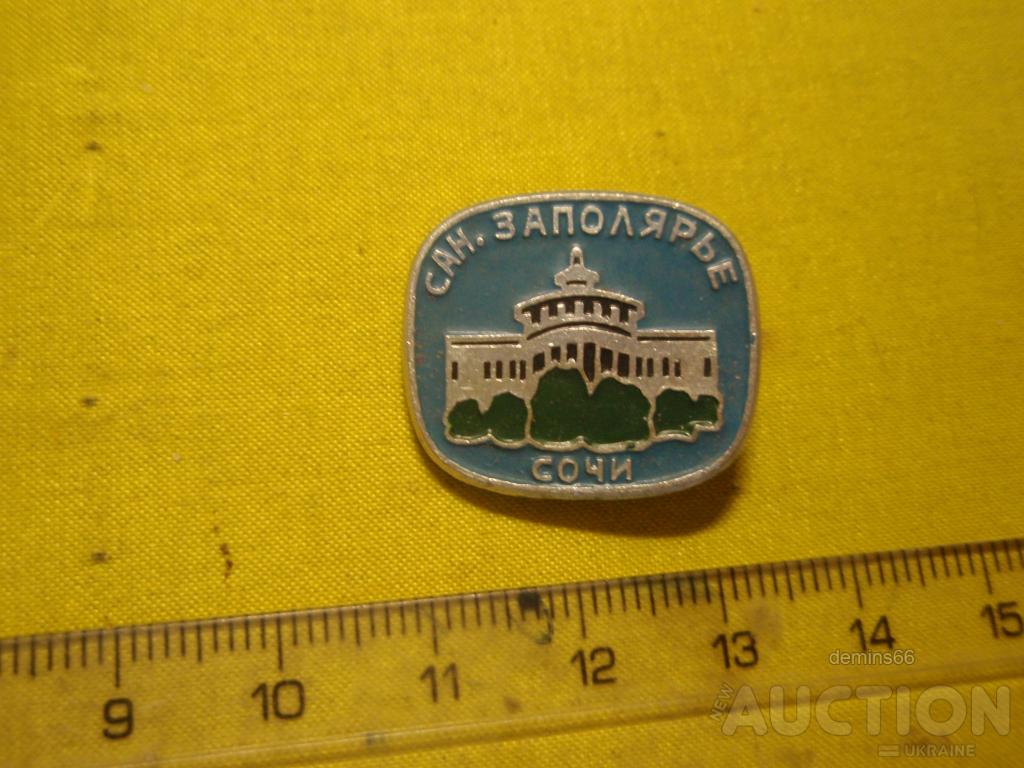 САН. ЗАПОЛЯРЬЕ
СОЧИ
9 10 11 12 13 14 15
demins66
NEW AUCTION
UKRAINE